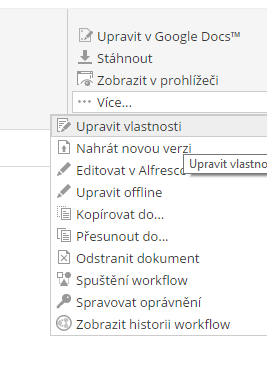 Upravit v Google Docs™
Stáhnout
Zobrazit v prohlížeči
Více...
Upravit vlastnosti
Nahrát novou verzi
Upravit vlastno
Editovat v Alfresco
Upravit offline
Kopírovat do...
Přesunout do...
Odstranit dokument
Spuštění workflow
Spravovat oprávnění
Zobrazit historii workflow